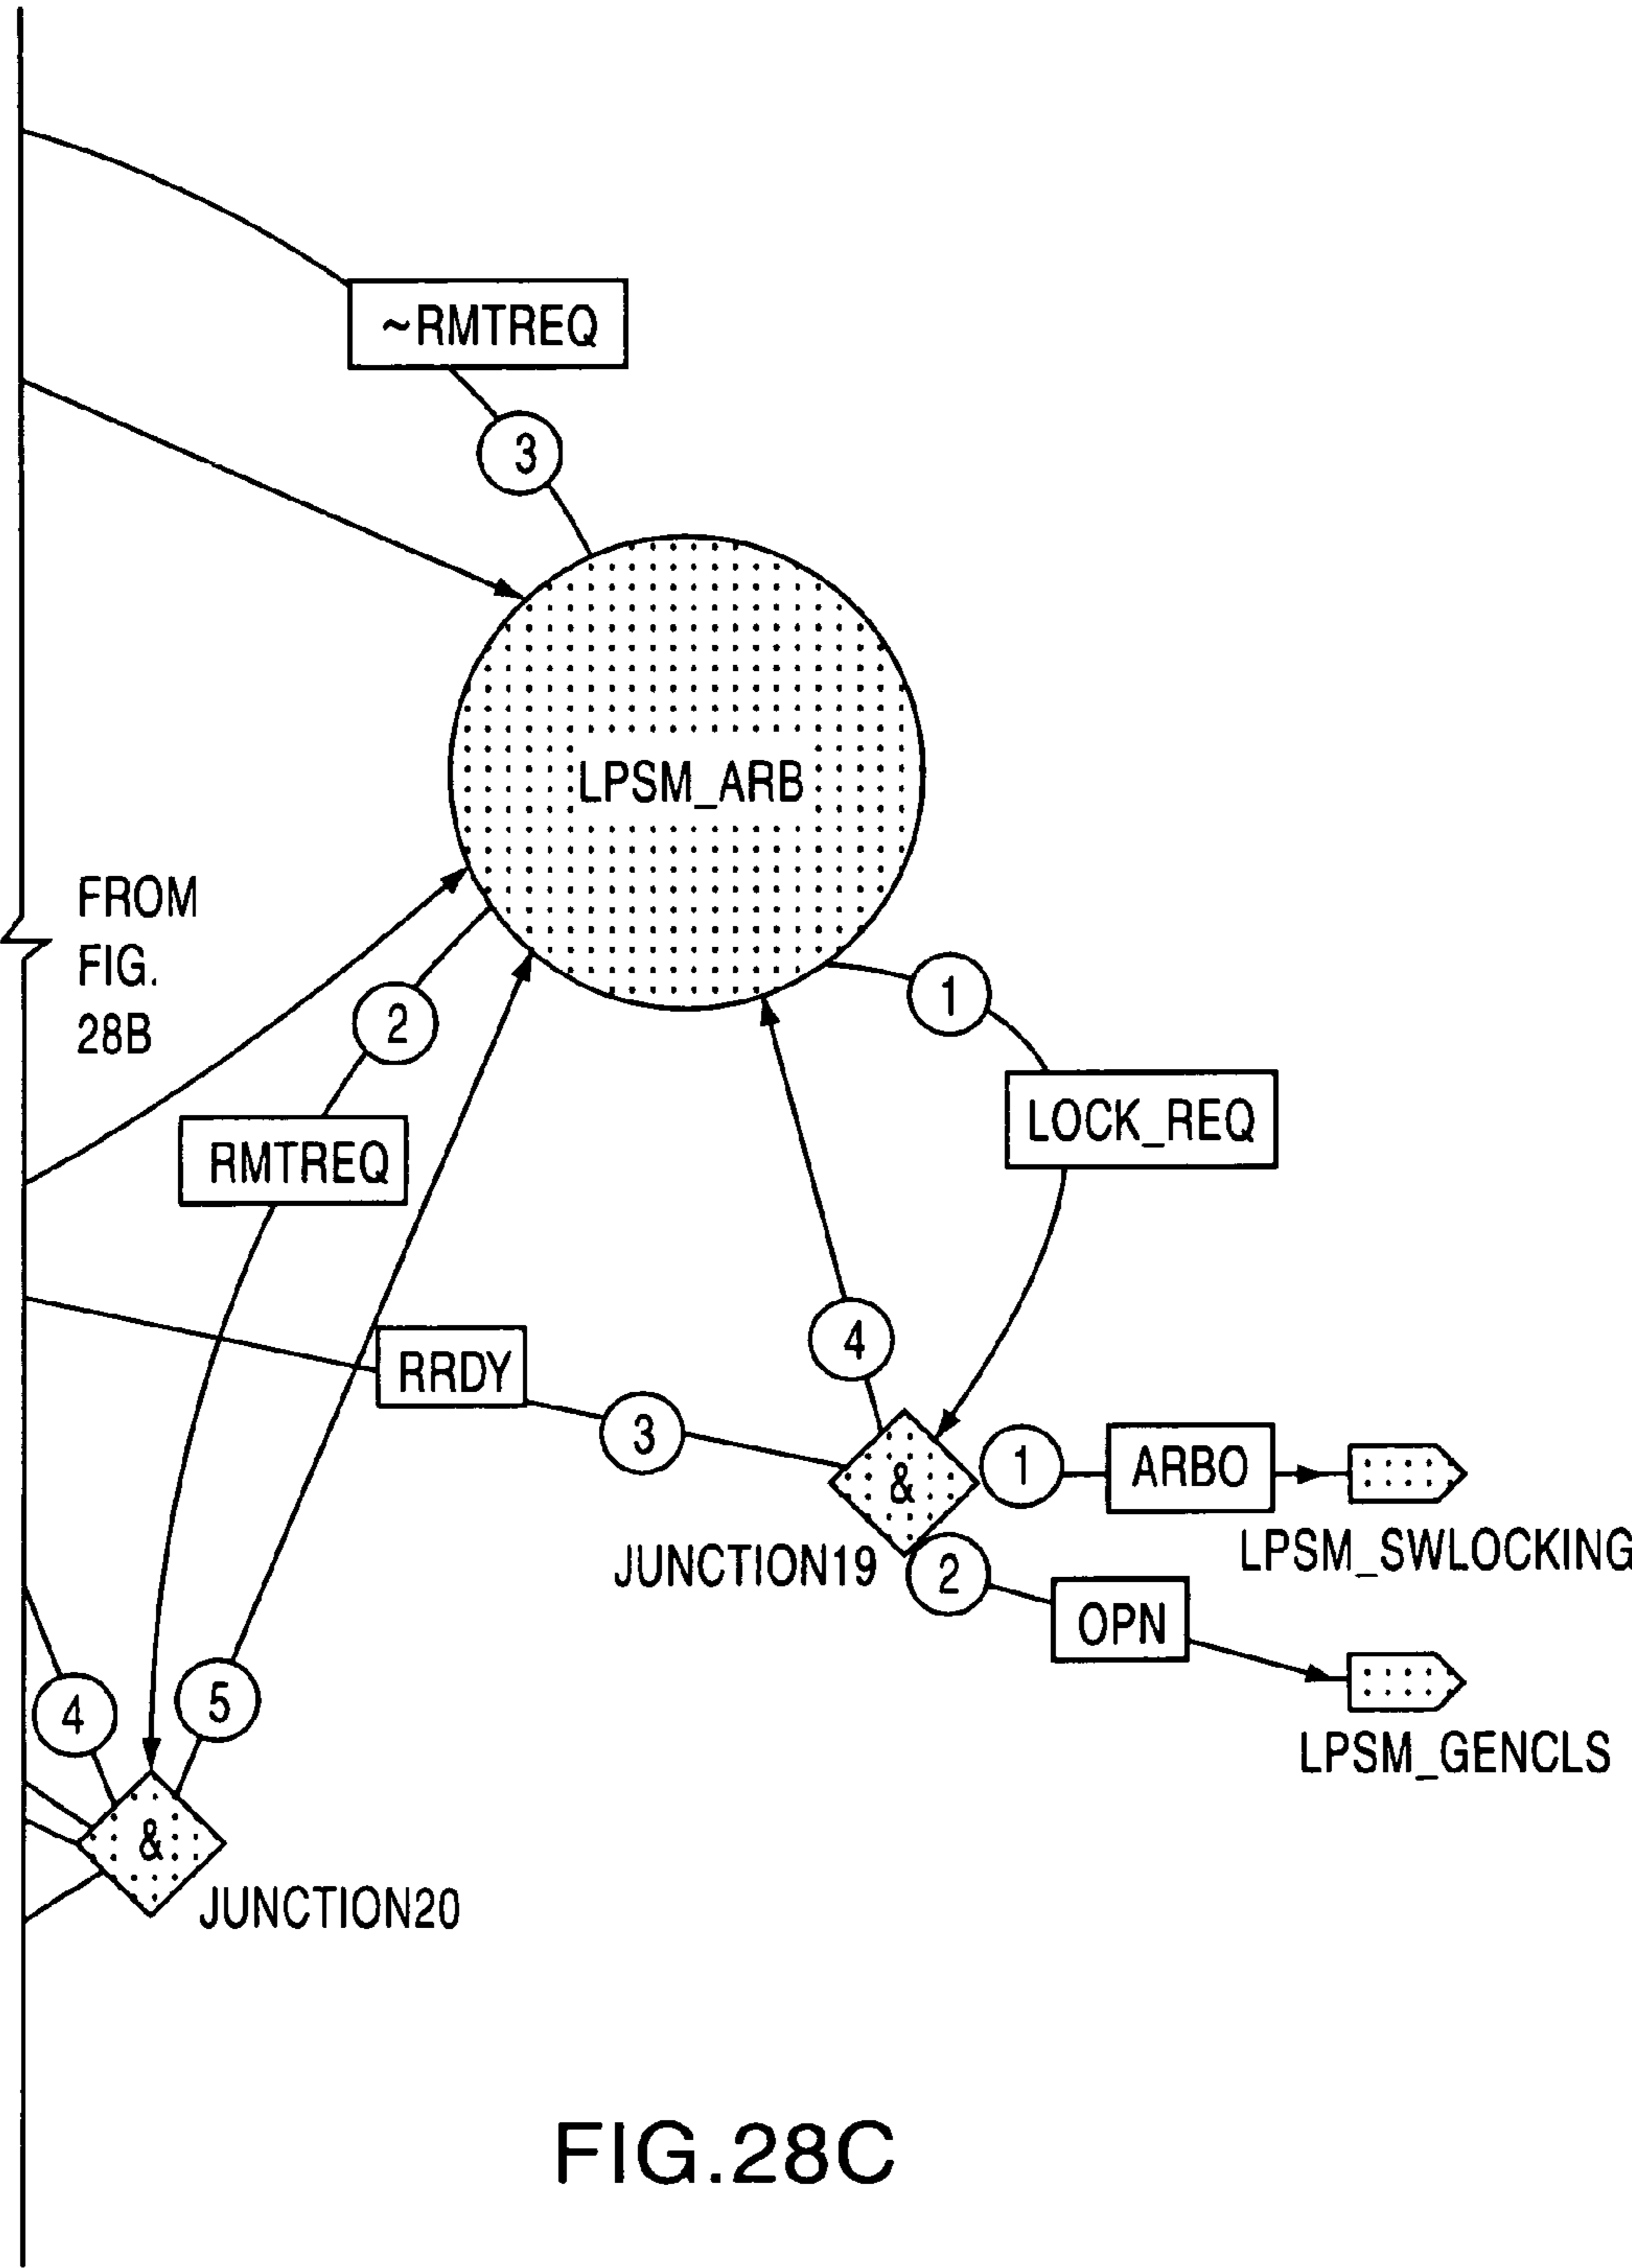 ~RMTREQ
3
LPSM_ARB
FROM
FIG.
28B
1
2
LOCK_REQ
RMTREQ
4
RRDY
3
&
1
ARBO
LPSM_SWLOCKING
JUNCTION19
2
OPN
4
5
LPSM_GENCLS
&
JUNCTION20
FIG.28C